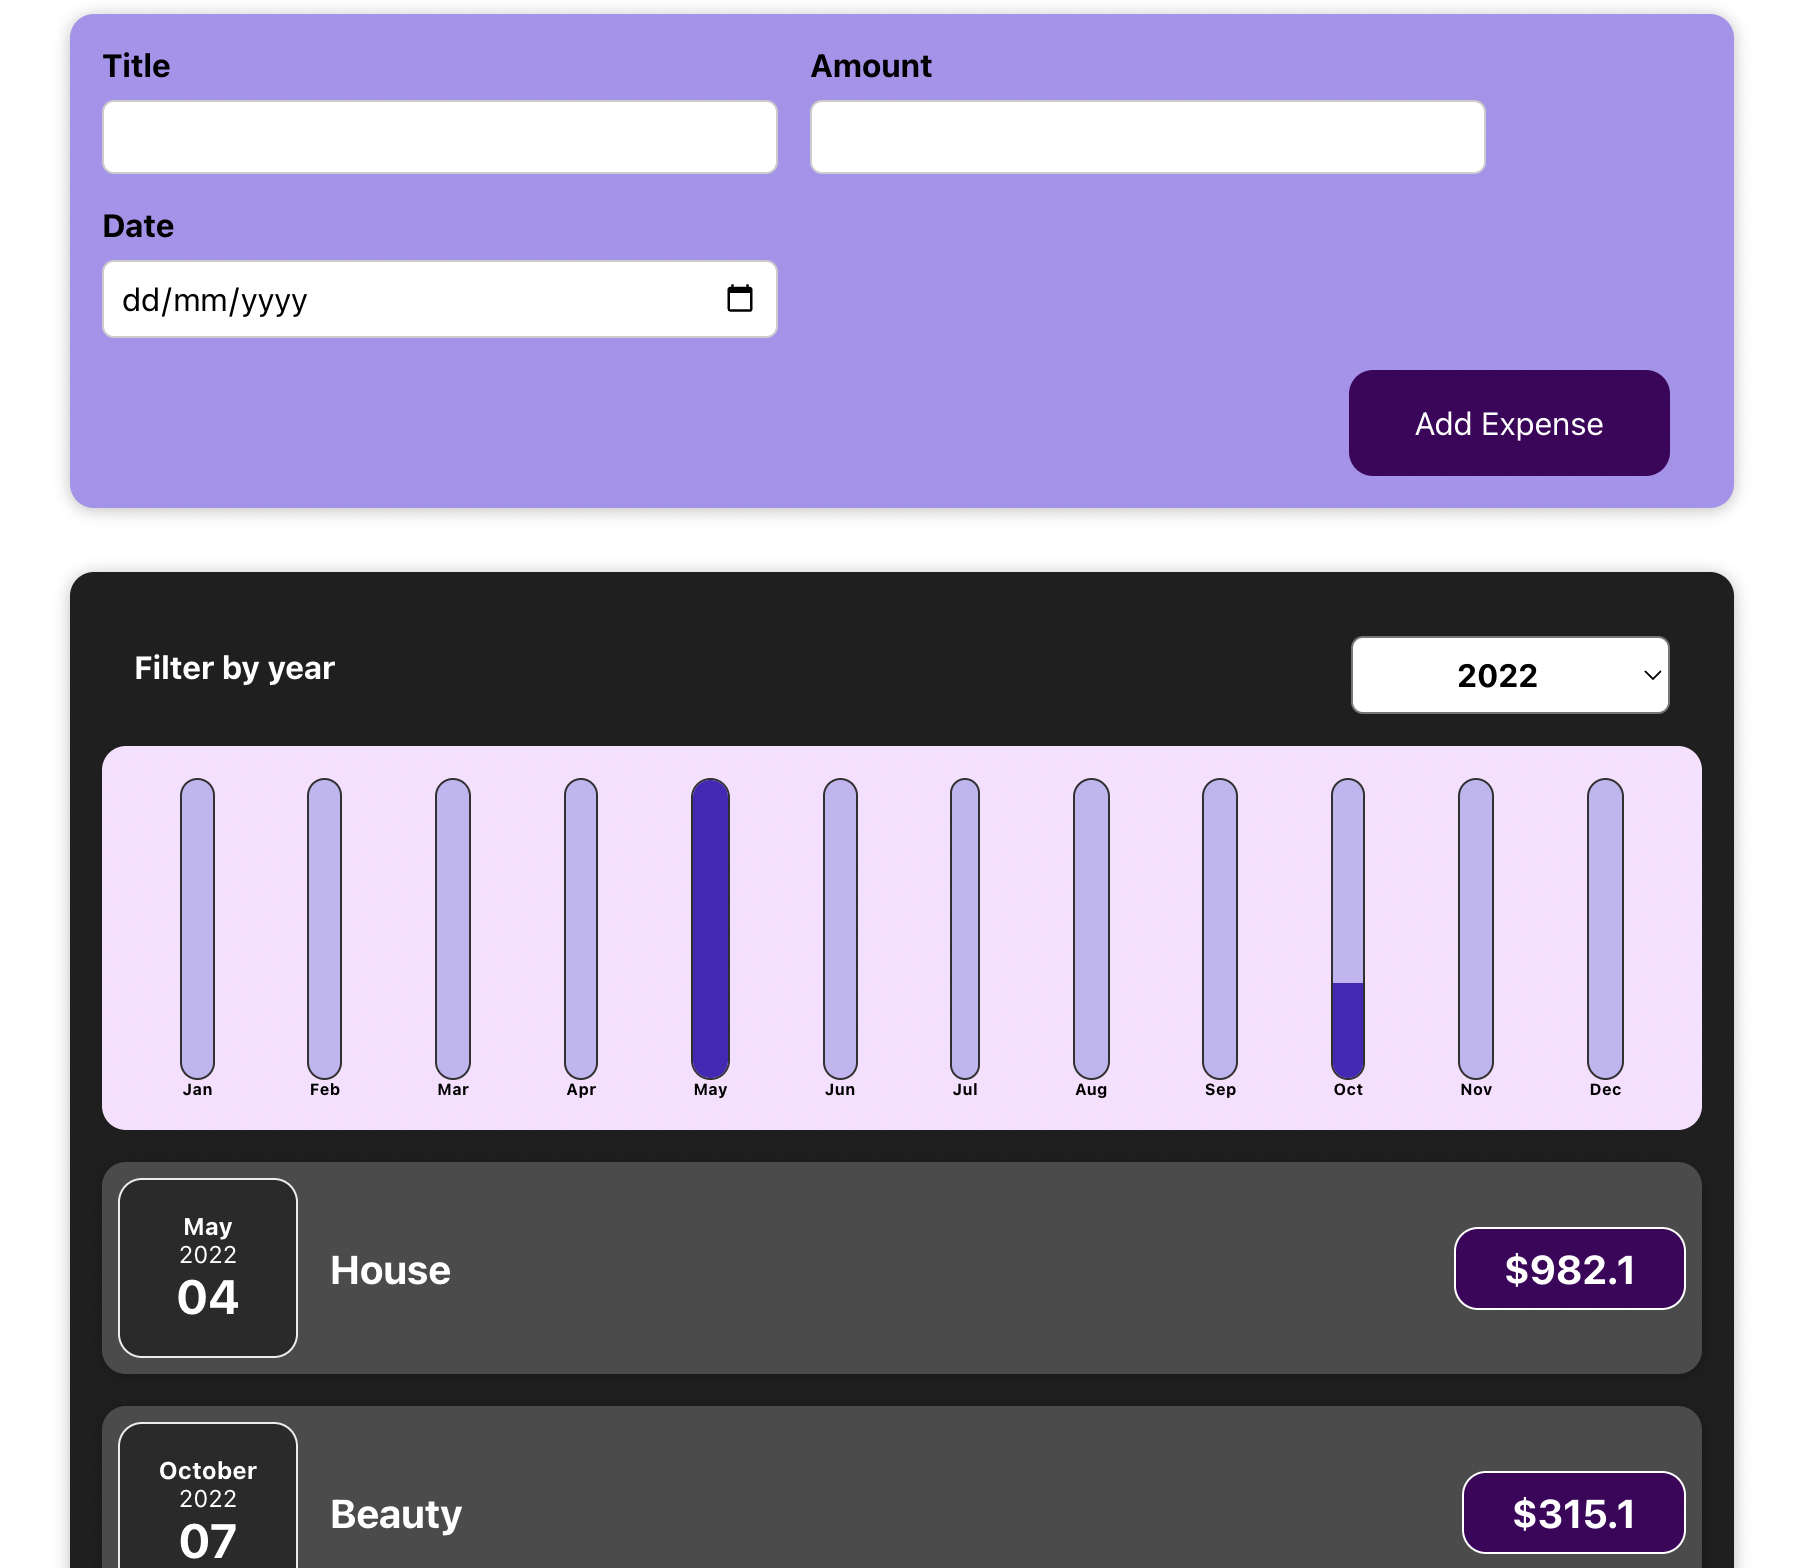 Title
Amount
Date
dd/mm/yyyy
Add Expense
Filter by year
2022
Jan Feb Mar Apr May Jun Jul Aug Sep Oct Nov Dec
May
2022
04
House
$982.1
October
2022
07
Beauty
$315.1